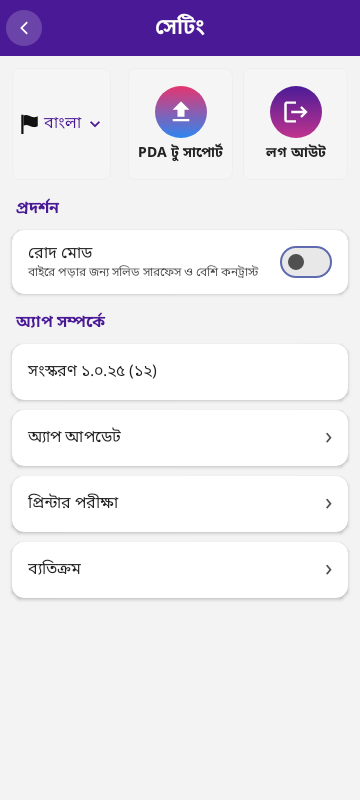 সেটিং
বাংলা
PDA টু সাপোর্ট
লগ আউট
প্রদর্শন
রোদ মোড
বাইরে পড়ার জন্য সলিড সারফেস ও বেশি কনট্রাস্ট
অ্যাপ সম্পর্কে
সংস্করণ ১.০.২৫ (১২)
অ্যাপ আপডেট
প্রিন্টার পরীক্ষা
ব্যতিক্রম